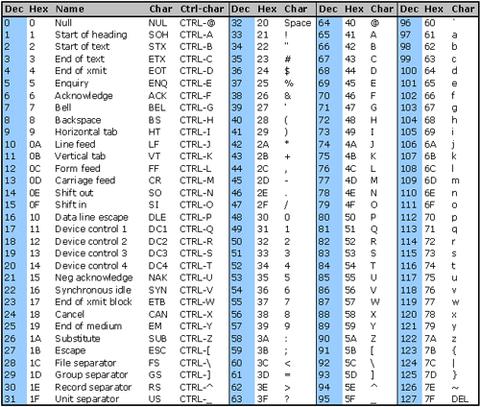 Dec Hex Name Char Ctrl-char Dec Hex Char Dec Hex Char Dec Hex Char
0 0 Null NUL CTRL-@ 32 20 Space 64 40 @ 96 60 `
1 1 Start of heading SOH CTRL-A 33 21 ! 65 41 A 97 61 a
2 2 Start of text STX CTRL-B 34 22 " 66 42 B 98 62 b
3 3 End of text ETX CTRL-C 35 23 # 67 43 C 99 63 c
4 4 End of xmit EOT CTRL-D 36 24 $ 68 44 D 100 64 d
5 5 Enquiry ENQ CTRL-E 37 25 % 69 45 E 101 65 e
6 6 Acknowledge ACK CTRL-F 38 26 & 70 46 F 102 66 f
7 7 Bell BEL CTRL-G 39 27 ' 71 47 G 103 67 g
8 8 Backspace BS CTRL-H 40 28 ( 72 48 H 104 68 h
9 9 Horizontal tab HT CTRL-I 41 29 ) 73 49 I 105 69 i
10 0A Line feed LF CTRL-J 42 2A * 74 4A J 106 6A j
11 0B Vertical tab VT CTRL-K 43 2B + 75 4B K 107 6B k
12 0C Form feed FF CTRL-L 44 2C , 76 4C L 108 6C l
13 0D Carriage feed CR CTRL-M 45 2D - 77 4D M 109 6D m
14 0E Shift out SO CTRL-N 46 2E . 78 4E N 110 6E n
15 0F Shift in SI CTRL-O 47 2F / 79 4F O 111 6F o
16 10 Data line escape DLE CTRL-P 48 30 0 80 50 P 112 70 p
17 11 Device control 1 DC1 CTRL-Q 49 31 1 81 51 Q 113 71 q
18 12 Device control 2 DC2 CTRL-R 50 32 2 82 52 R 114 72 r
19 13 Device control 3 DC3 CTRL-S 51 33 3 83 53 S 115 73 s
20 14 Device control 4 DC4 CTRL-T 52 34 4 84 54 T 116 74 t
21 15 Neg acknowledge NAK CTRL-U 53 35 5 85 55 U 117 75 u
22 16 Synchronous idle SYN CTRL-V 54 36 6 86 56 V 118 76 v
23 17 End of xmit block ETB CTRL-W 55 37 7 87 57 W 119 77 w
24 18 Cancel CAN CTRL-X 56 38 8 88 58 X 120 78 x
25 19 End of medium EM CTRL-Y 57 39 9 89 59 Y 121 79 y
26 1A Substitute SUB CTRL-Z 58 3A : 90 5A Z 122 7A z
27 1B Escape ESC CTRL-[ 59 3B ; 91 5B [ 123 7B {
28 1C File separator FS CTRL-\ 60 3C < 92 5C \ 124 7C |
29 1D Group separator GS CTRL-] 61 3D = 93 5D ] 125 7D }
30 1E Record separator RS CTRL-^ 62 3E > 94 5E ^ 126 7E ~
31 1F Unit separator US CTRL-_ 63 3F ? 95 5F _ 127 7F DEL